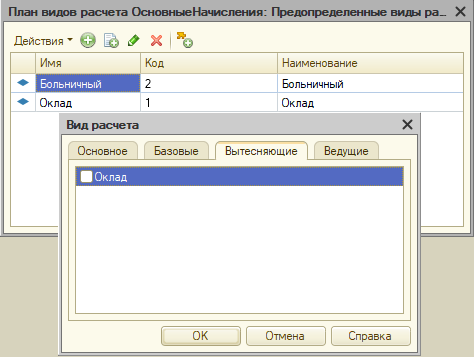 План видов расчета ОсновныеНачисления: Предопределенные виды ра...
Действия
Имя Код Наименование
Больничный 2 Больничный
Оклад 1 Оклад
Вид расчета
Основное Базовые Вытесняющие Ведущие
Оклад
OK Отмена Справка